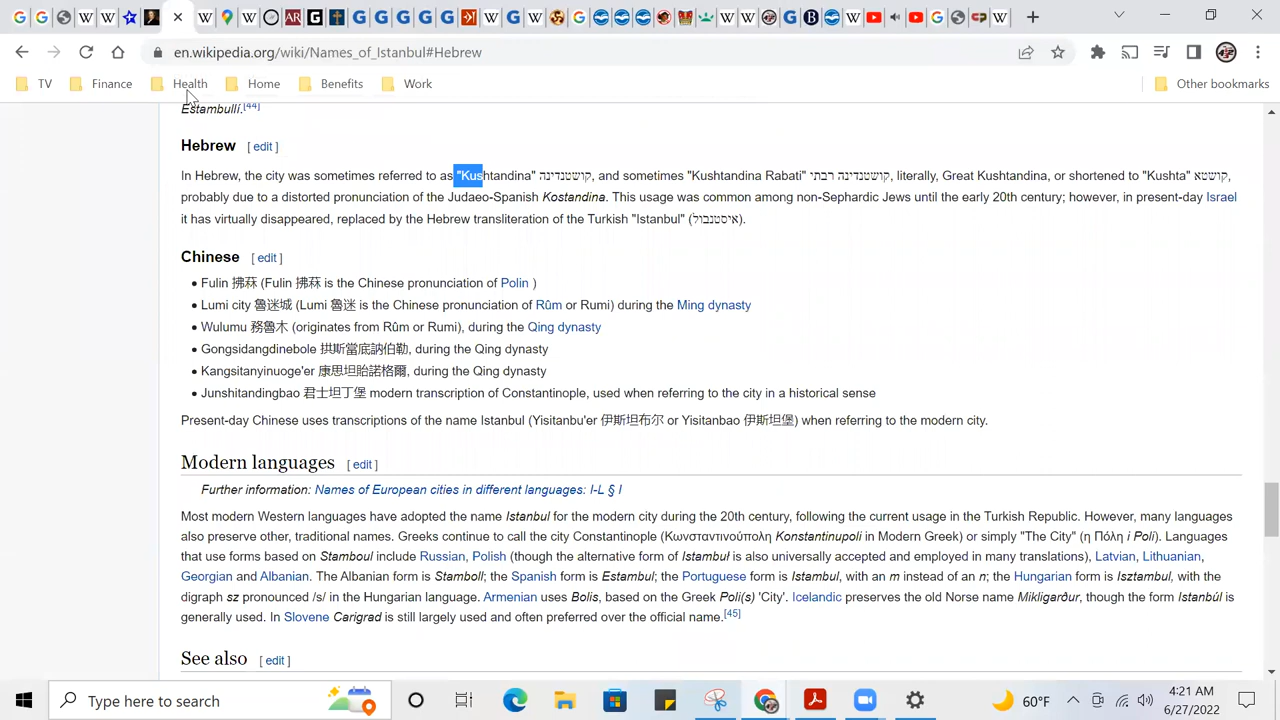 en.wikipedia.org/wiki/Names_of_Istanbul#Hebrew
TV Finance Health Home Benefits Work Other bookmarks
Estambullí.[44]
Hebrew [ edit ]
In Hebrew, the city was sometimes referred to as "Kushtandina" קושטנדינה, and sometimes "Kushtandina Rabati" קושטנדינה רבתי, literally, Great Kushtandina, or shortened to "Kushta" קושטא,
probably due to a distorted pronunciation of the Judaeo-Spanish Kostandina. This usage was common among non-Sephardic Jews until the early 20th century; however, in present-day Israel
it has virtually disappeared, replaced by the Hebrew transliteration of the Turkish "Istanbul" (איסטנבול).
Chinese [ edit ]
• Fulin 拂菻 (Fulin 拂菻 is the Chinese pronunciation of Polin )
• Lumi city 魯迷城 (Lumi 魯迷 is the Chinese pronunciation of Rûm or Rumi) during the Ming dynasty
• Wulumu 務魯木 (originates from Rûm or Rumi), during the Qing dynasty
• Gongsidangdinebole 拱斯當底訥伯勒, during the Qing dynasty
• Kangsitanyinuoge'er 康思坦貽諾格爾, during the Qing dynasty
• Junshitandingbao 君士坦丁堡 modern transcription of Constantinople, used when referring to the city in a historical sense
Present-day Chinese uses transcriptions of the name Istanbul (Yisitanbu'er 伊斯坦布尔 or Yisitanbao 伊斯坦堡) when referring to the modern city.
Modern languages [ edit ]
Further information: Names of European cities in different languages: I-L § I
Most modern Western languages have adopted the name Istanbul for the modern city during the 20th century, following the current usage in the Turkish Republic. However, many languages
also preserve other, traditional names. Greeks continue to call the city Constantinople (Κωνσταντινούπολη Konstantinupoli in Modern Greek) or simply "The City" (η Πόλη i Poli). Languages
that use forms based on Stamboul include Russian, Polish (though the alternative form of Istambuł is also universally accepted and employed in many translations), Latvian, Lithuanian,
Georgian and Albanian. The Albanian form is Stamboll; the Spanish form is Estambul; the Portuguese form is Istambul, with an m instead of an n; the Hungarian form is Isztambul, with the
digraph sz pronounced /s/ in the Hungarian language. Armenian uses Bolis, based on the Greek Poli(s) 'City'. Icelandic preserves the old Norse name Mikligarður, though the form Istanbúl is
generally used. In Slovene Carigrad is still largely used and often preferred over the official name.[45]
See also [ edit ]
Type here to search
60°F
4:21 AM
6/27/2022